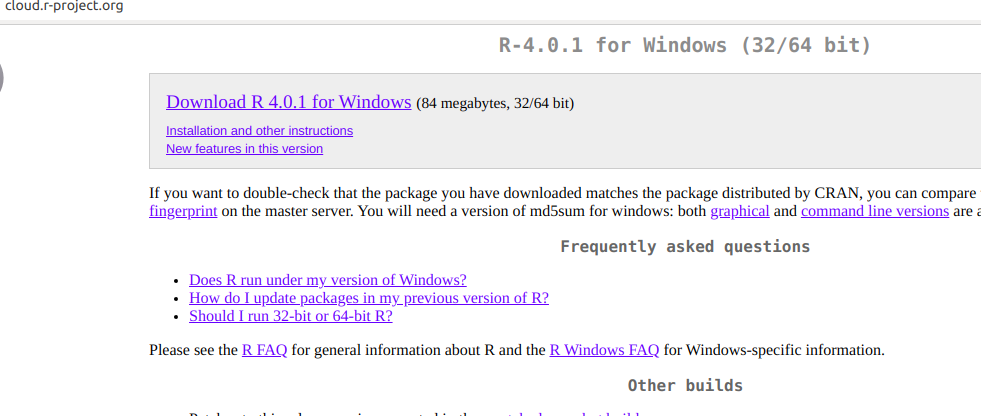 cloud.r-project.org
R-4.0.1 for Windows (32/64 bit)
Download R 4.0.1 for Windows (84 megabytes, 32/64 bit)
Installation and other instructions
New features in this version
If you want to double-check that the package you have downloaded matches the package distributed by CRAN, you can compare
fingerprint on the master server. You will need a version of md5sum for windows: both graphical and command line versions are
Frequently asked questions
Does R run under my version of Windows?
How do I update packages in my previous version of R?
Should I run 32-bit or 64-bit R?
Please see the R FAQ for general information about R and the R Windows FAQ for Windows-specific information.
Other builds